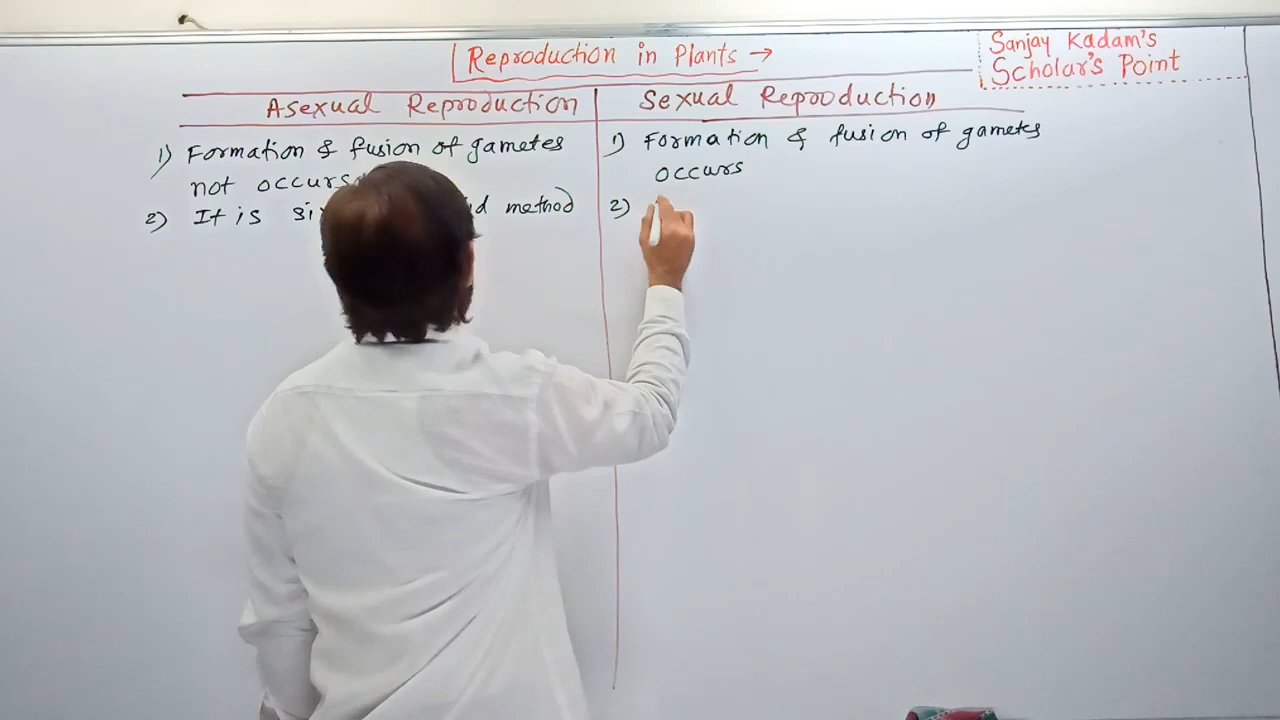 Reproduction in Plants →
Sanjay Kadam's
Scholar's Point
Asexual Reproduction
Sexual Reproduction
1) Formation & fusion of gametes
not occurs
2) It is method
1) Formation & fusion of gametes
occurs
2)